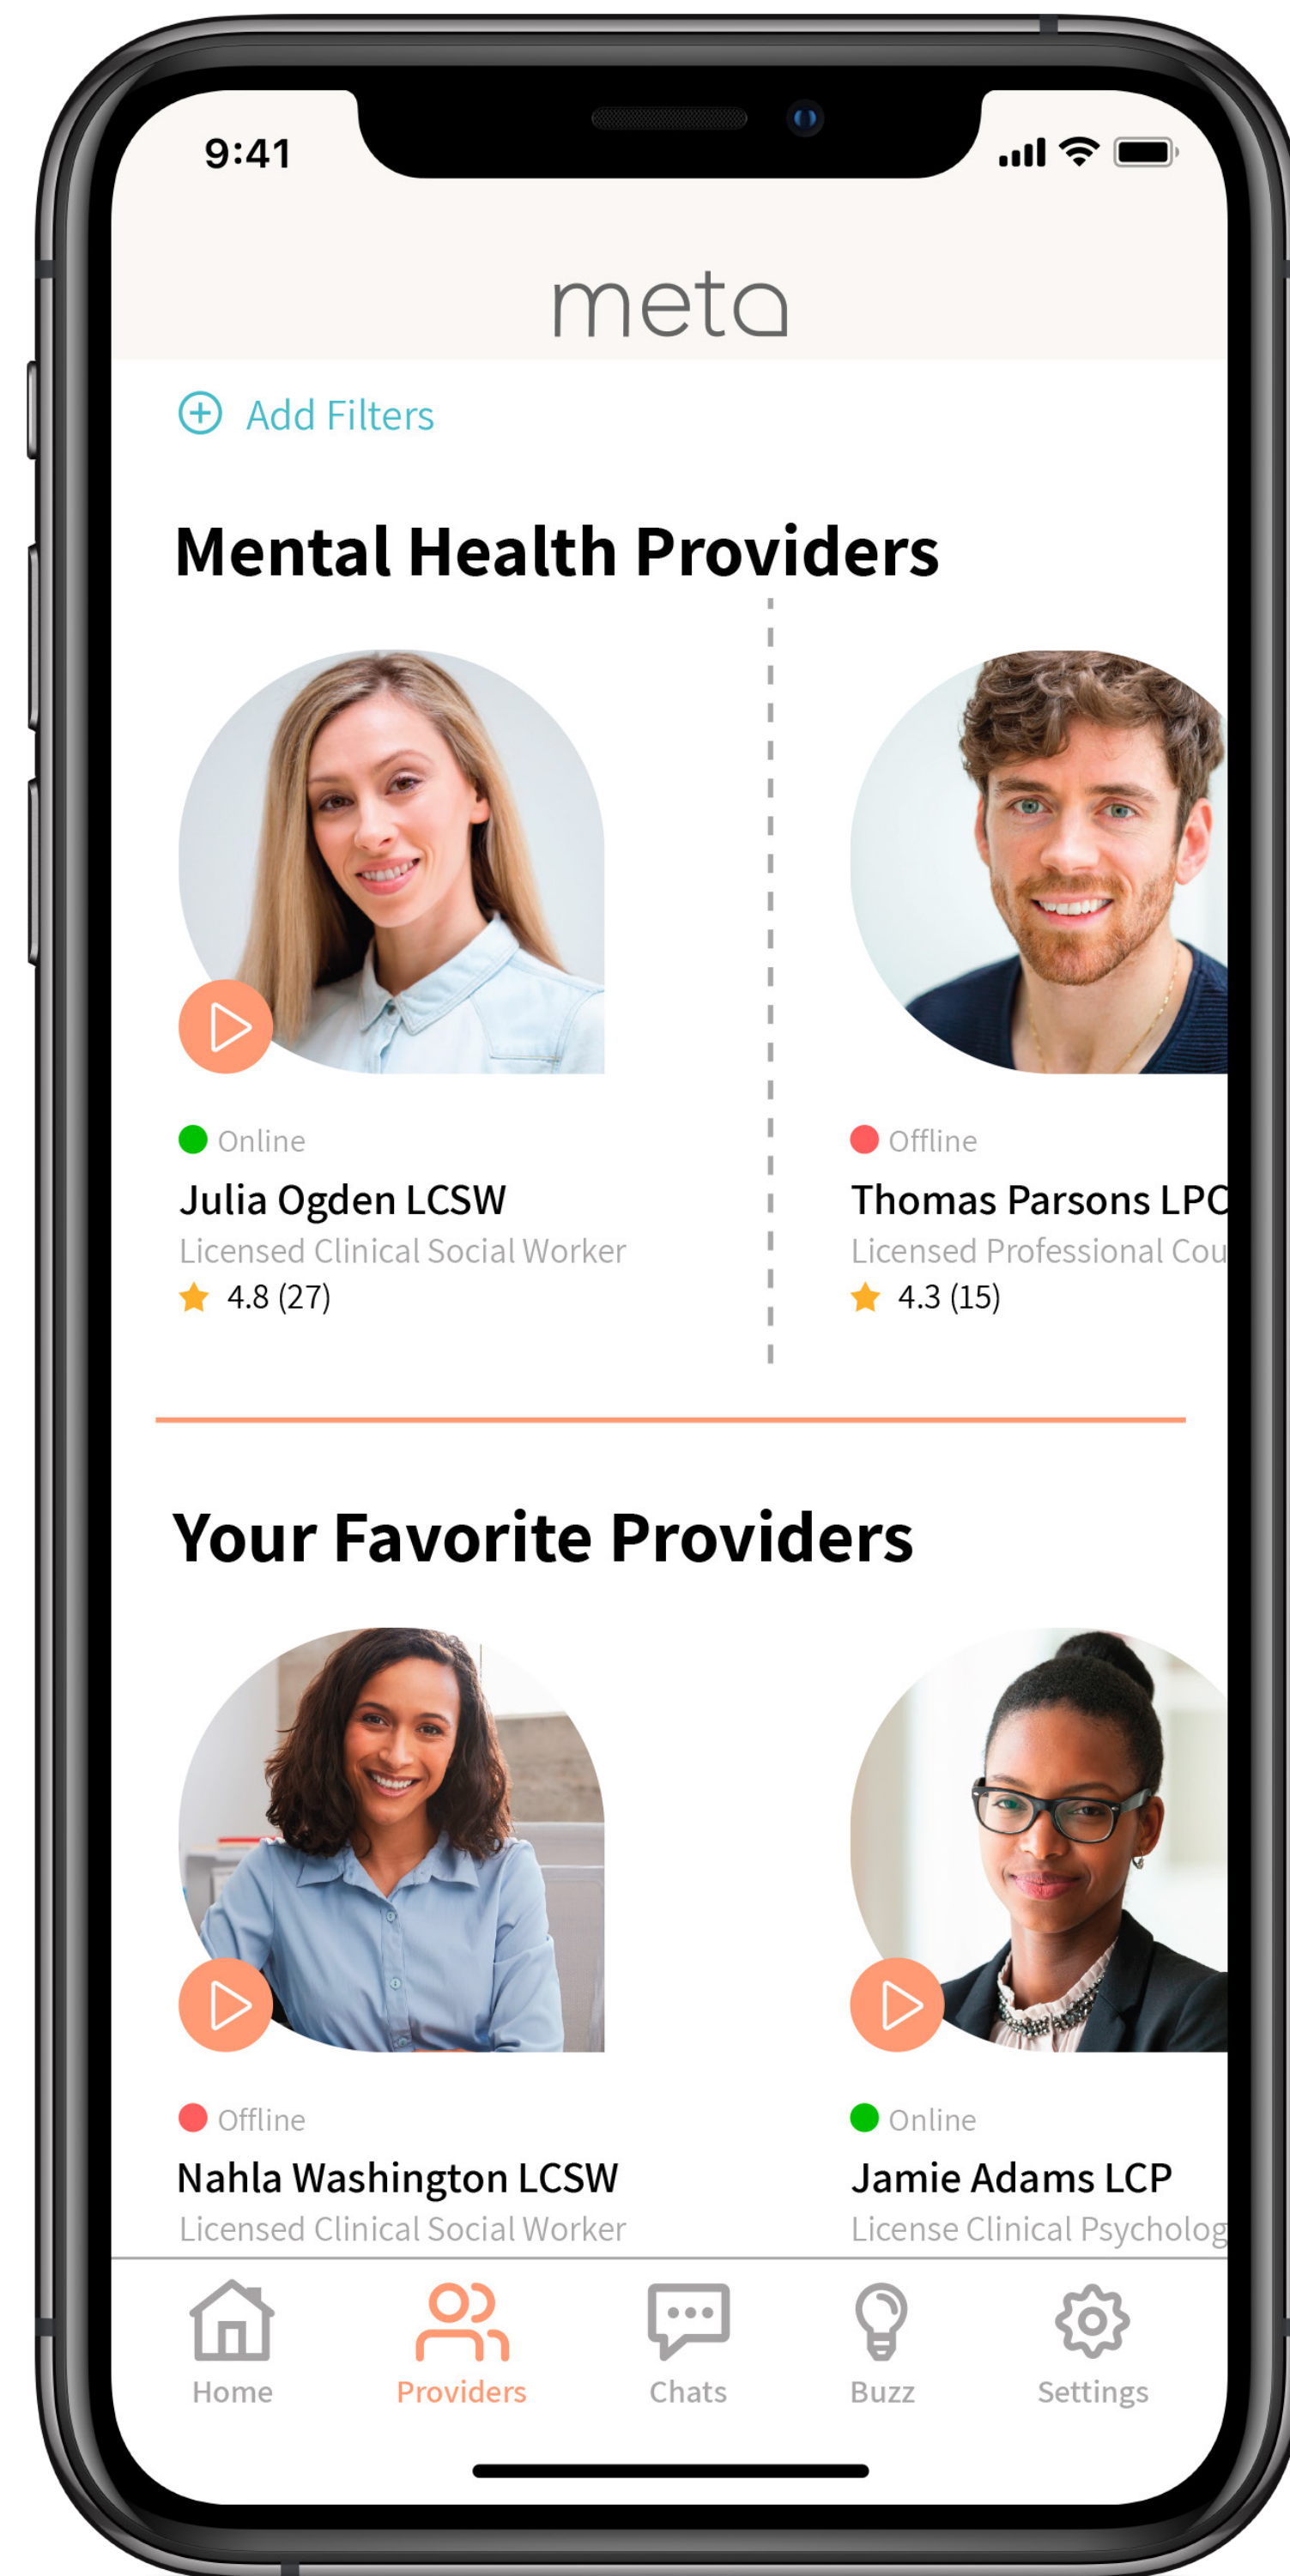 9:41
meta
Add Filters
Mental Health Providers
Online
Julia Ogden LCSW
Licensed Clinical Social Worker
4.8 (27)
Offline
Thomas Parsons LPC
Licensed Professional Cou
4.3 (15)
Your Favorite Providers
Offline
Nahla Washington LCSW
Licensed Clinical Social Worker
Online
Jamie Adams LCP
License Clinical Psycholog
Home
Providers
Chats
Buzz
Settings